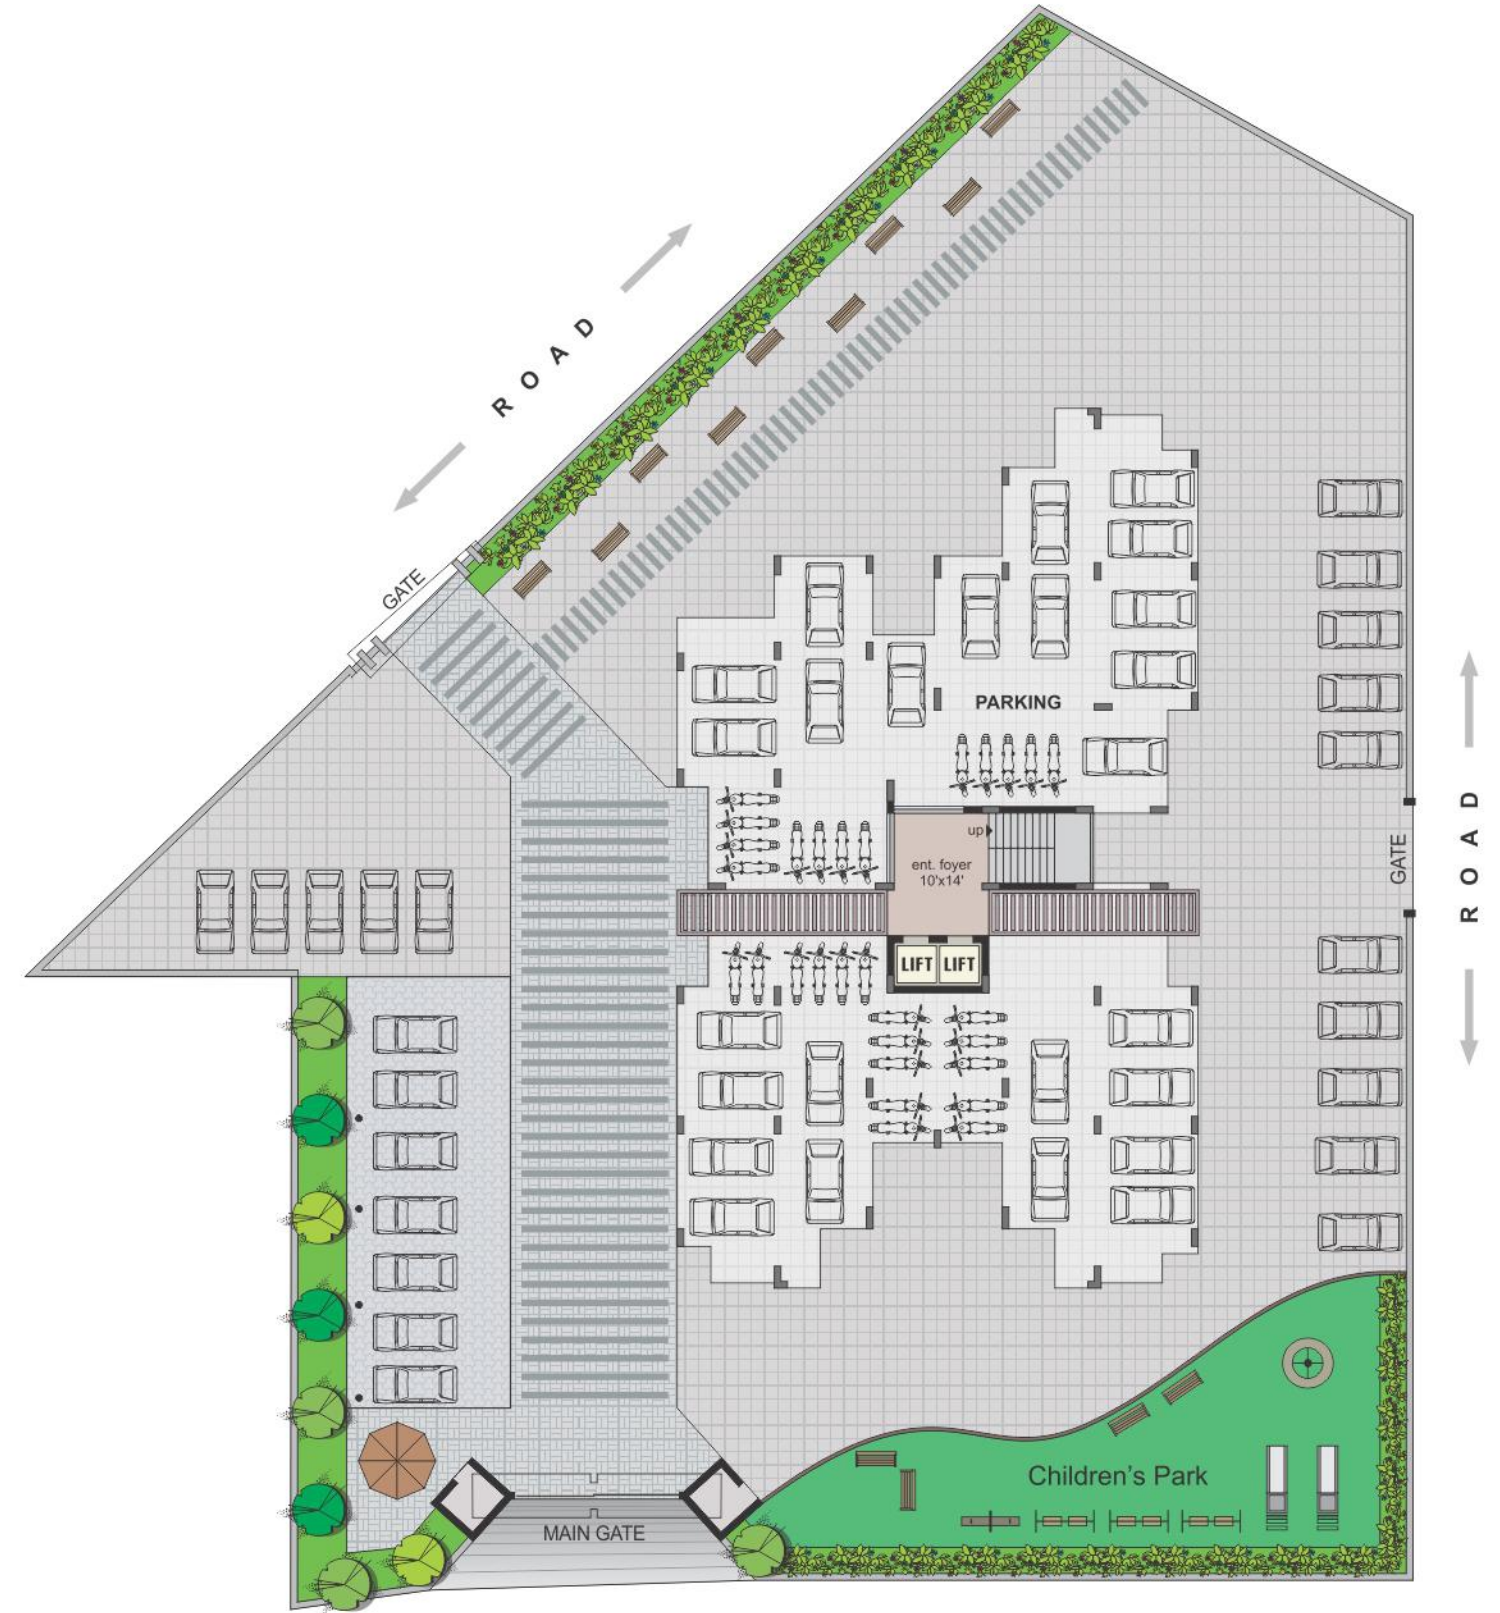 ROAD
GATE
PARKING
ROAD
GATE
up
ent. foyer
10'x14'
LIFT LIFT
Children's Park
MAIN GATE